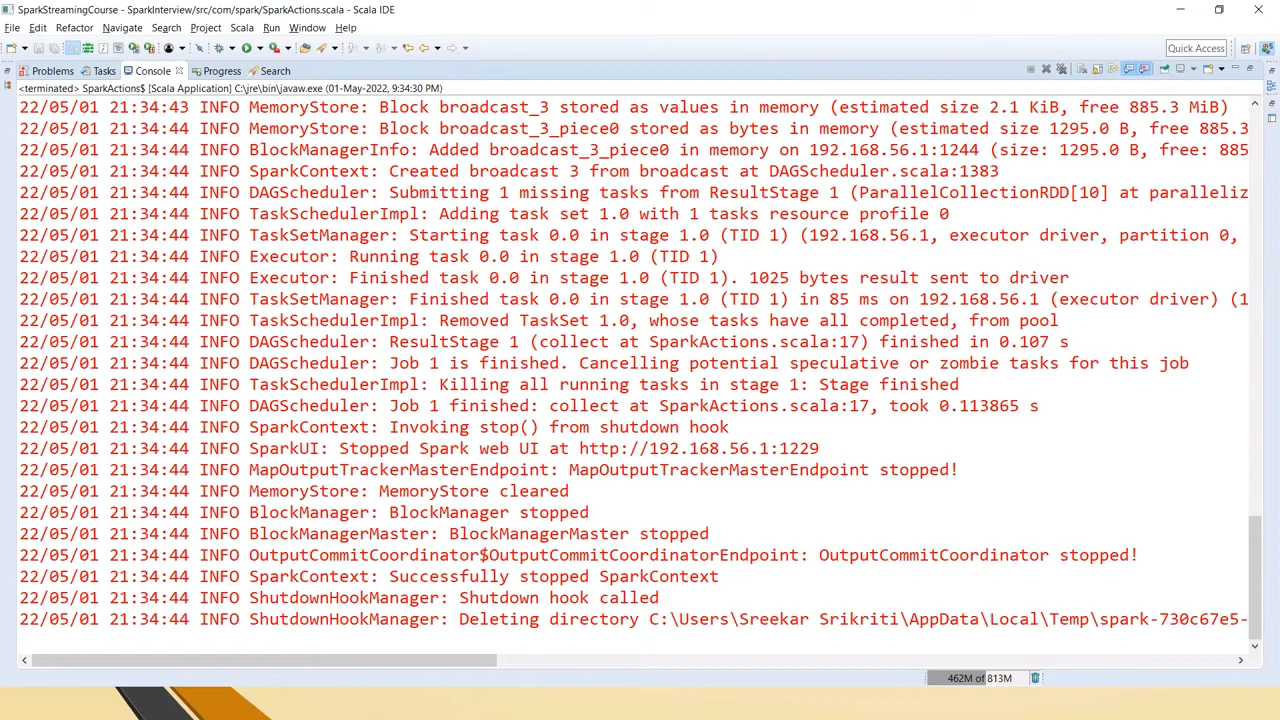 SparkStreamingCourse - SparkInterview/src/com/spark/SparkActions.scala - Scala IDE
File Edit Refactor Navigate Search Project Scala Run Window Help
Quick Access
Problems Tasks Console Progress Search
<terminated> SparkActions$ [Scala Application] C:\jre\bin\javaw.exe (01-May-2022, 9:34:30 PM)
22/05/01 21:34:43 INFO MemoryStore: Block broadcast_3 stored as values in memory (estimated size 2.1 KiB, free 885.3 MiB)
22/05/01 21:34:44 INFO MemoryStore: Block broadcast_3_piece0 stored as bytes in memory (estimated size 1295.0 B, free 885.3
22/05/01 21:34:44 INFO BlockManagerInfo: Added broadcast_3_piece0 in memory on 192.168.56.1:1244 (size: 1295.0 B, free: 885
22/05/01 21:34:44 INFO SparkContext: Created broadcast 3 from broadcast at DAGScheduler.scala:1383
22/05/01 21:34:44 INFO DAGScheduler: Submitting 1 missing tasks from ResultStage 1 (ParallelCollectionRDD[10] at paralleliz
22/05/01 21:34:44 INFO TaskSchedulerImpl: Adding task set 1.0 with 1 tasks resource profile 0
22/05/01 21:34:44 INFO TaskSetManager: Starting task 0.0 in stage 1.0 (TID 1) (192.168.56.1, executor driver, partition 0,
22/05/01 21:34:44 INFO Executor: Running task 0.0 in stage 1.0 (TID 1)
22/05/01 21:34:44 INFO Executor: Finished task 0.0 in stage 1.0 (TID 1). 1025 bytes result sent to driver
22/05/01 21:34:44 INFO TaskSetManager: Finished task 0.0 in stage 1.0 (TID 1) in 85 ms on 192.168.56.1 (executor driver) (1
22/05/01 21:34:44 INFO TaskSchedulerImpl: Removed TaskSet 1.0, whose tasks have all completed, from pool
22/05/01 21:34:44 INFO DAGScheduler: ResultStage 1 (collect at SparkActions.scala:17) finished in 0.107 s
22/05/01 21:34:44 INFO DAGScheduler: Job 1 is finished. Cancelling potential speculative or zombie tasks for this job
22/05/01 21:34:44 INFO TaskSchedulerImpl: Killing all running tasks in stage 1: Stage finished
22/05/01 21:34:44 INFO DAGScheduler: Job 1 finished: collect at SparkActions.scala:17, took 0.113865 s
22/05/01 21:34:44 INFO SparkContext: Invoking stop() from shutdown hook
22/05/01 21:34:44 INFO SparkUI: Stopped Spark web UI at http://192.168.56.1:1229
22/05/01 21:34:44 INFO MapOutputTrackerMasterEndpoint: MapOutputTrackerMasterEndpoint stopped!
22/05/01 21:34:44 INFO MemoryStore: MemoryStore cleared
22/05/01 21:34:44 INFO BlockManager: BlockManager stopped
22/05/01 21:34:44 INFO BlockManagerMaster: BlockManagerMaster stopped
22/05/01 21:34:44 INFO OutputCommitCoordinator$OutputCommitCoordinatorEndpoint: OutputCommitCoordinator stopped!
22/05/01 21:34:44 INFO SparkContext: Successfully stopped SparkContext
22/05/01 21:34:44 INFO ShutdownHookManager: Shutdown hook called
22/05/01 21:34:44 INFO ShutdownHookManager: Deleting directory C:\Users\Sreekar Srikriti\AppData\Local\Temp\spark-730c67e5-
462M of 813M